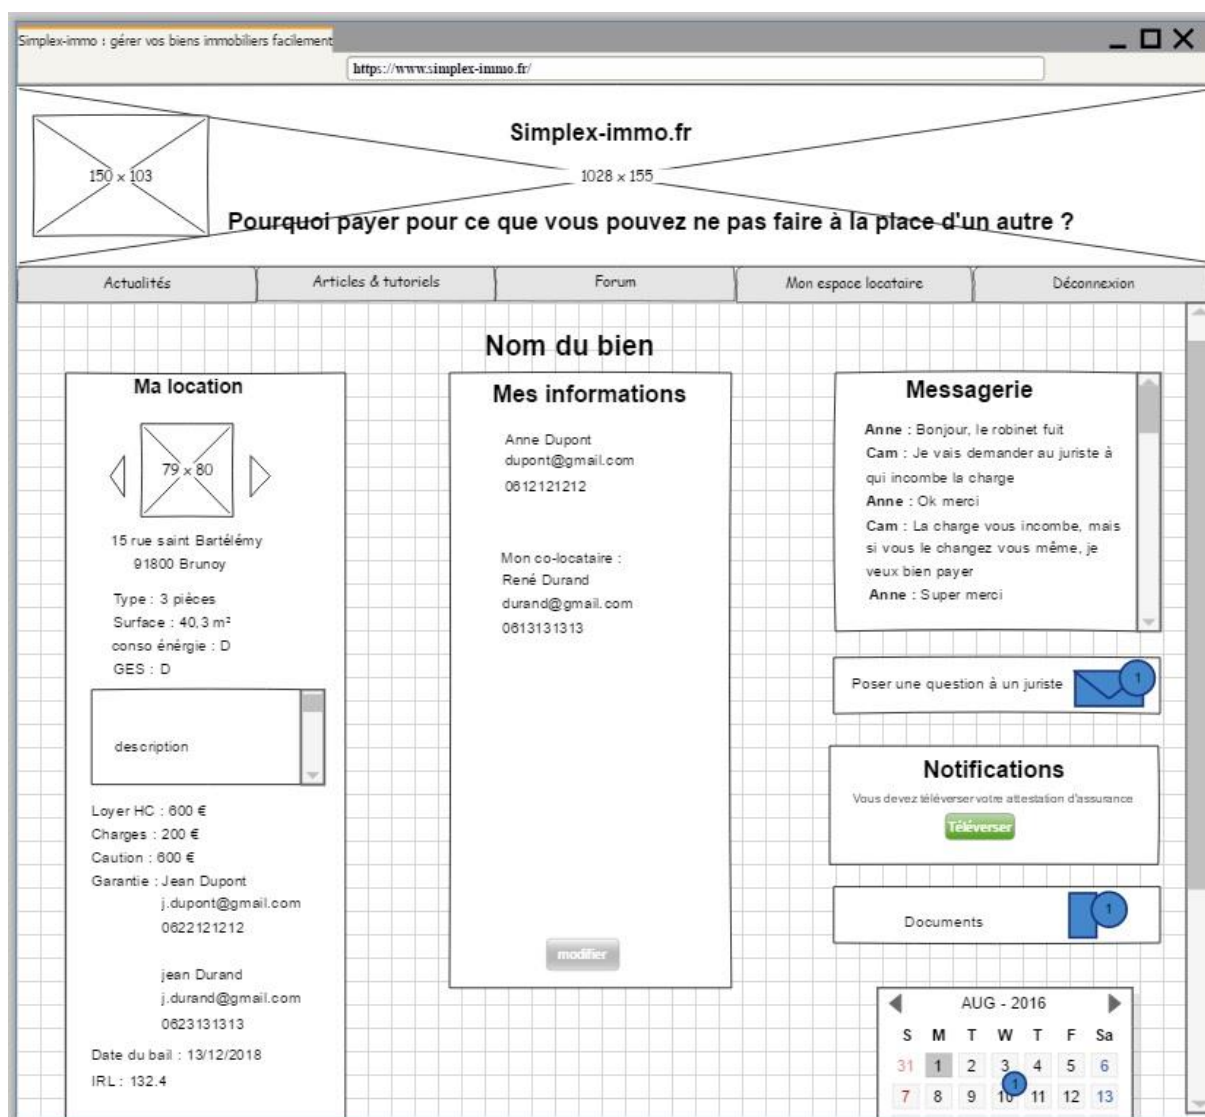 Simplex-immo : gérer vos biens immobiliers facilement
https://www.simplex-immo.fr/
Simplex-immo.fr
150 x 103
1028 x 155
Pourquoi payer pour ce que vous pouvez ne pas faire à la place d'un autre ?
Actualités
Articles & tutoriels
Forum
Mon espace locataire
Déconnexion
Nom du bien
Ma location
79 x 80
15 rue saint Bartélémy
91800 Brunoy
Type : 3 pièces
Surface : 40,3 m²
conso énérgie : D
GES : D
description
Loyer HC : 600 €
Charges : 200 €
Caution : 600 €
Garantie : Jean Dupont
j.dupont@gmail.com
0622121212
jean Durand
j.durand@gmail.com
0623131313
Date du bail : 13/12/2018
IRL : 132.4
Mes informations
Anne Dupont
dupont@gmail.com
0612121212
Mon co-locataire :
René Durand
durand@gmail.com
0613131313
modifier
Messagerie
Anne : Bonjour, le robinet fuit
Cam : Je vais demander au juriste à
qui incombe la charge
Anne : Ok merci
Cam : La charge vous incombe, mais
si vous le changez vous même, je
veux bien payer
Anne : Super merci
Poser une question à un juriste
1
Notifications
Vous devez téléverser votre attestation d'assurance
Téléverser
Documents
1
AUG - 2016
S M T W T F Sa
31 1 2 3 4 5 6
1
7 8 9 10 11 12 13